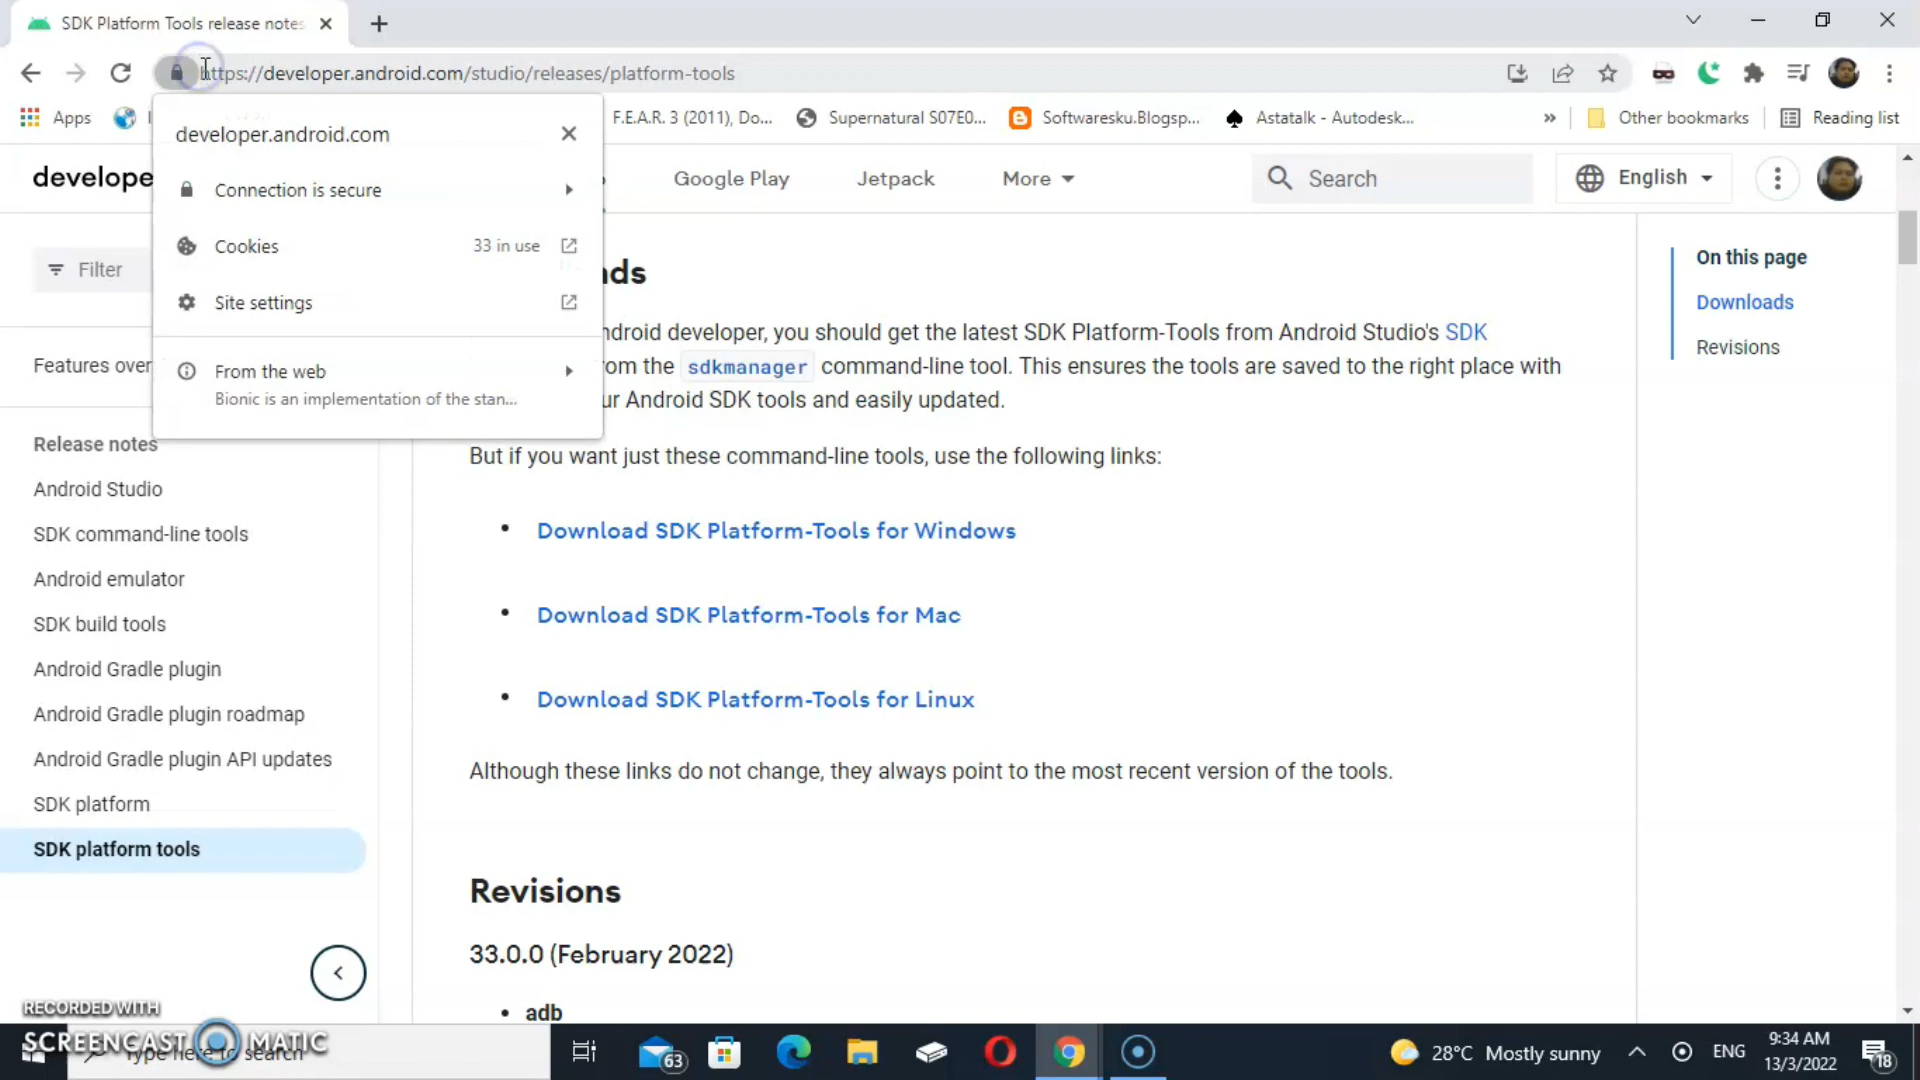 SDK Platform Tools release notes
https://developer.android.com/studio/releases/platform-tools
Apps
F.E.A.R. 3 (2011), Do...
Supernatural S07E0...
Softwaresku.Blogsp...
Astatalk - Autodesk...
»
Other bookmarks
Reading list
developer.android.com
Connection is secure
Cookies
33 in use
Site settings
From the web
Bionic is an implementation of the stan...
develope
Google Play
Jetpack
More
Search
English
Filter
Features over
Release notes
Android Studio
SDK command-line tools
Android emulator
SDK build tools
Android Gradle plugin
Android Gradle plugin roadmap
Android Gradle plugin API updates
SDK platform
SDK platform tools
ds
ndroid developer, you should get the latest SDK Platform-Tools from Android Studio's SDK
om the sdkmanager command-line tool. This ensures the tools are saved to the right place with
ur Android SDK tools and easily updated.
But if you want just these command-line tools, use the following links:
• Download SDK Platform-Tools for Windows
• Download SDK Platform-Tools for Mac
• Download SDK Platform-Tools for Linux
Although these links do not change, they always point to the most recent version of the tools.
Revisions
33.0.0 (February 2022)
• adb
On this page
Downloads
Revisions
RECORDED WITH
SCREENCAST MATIC
Type here to search
63
28°C Mostly sunny
ENG
9:34 AM
13/3/2022
18